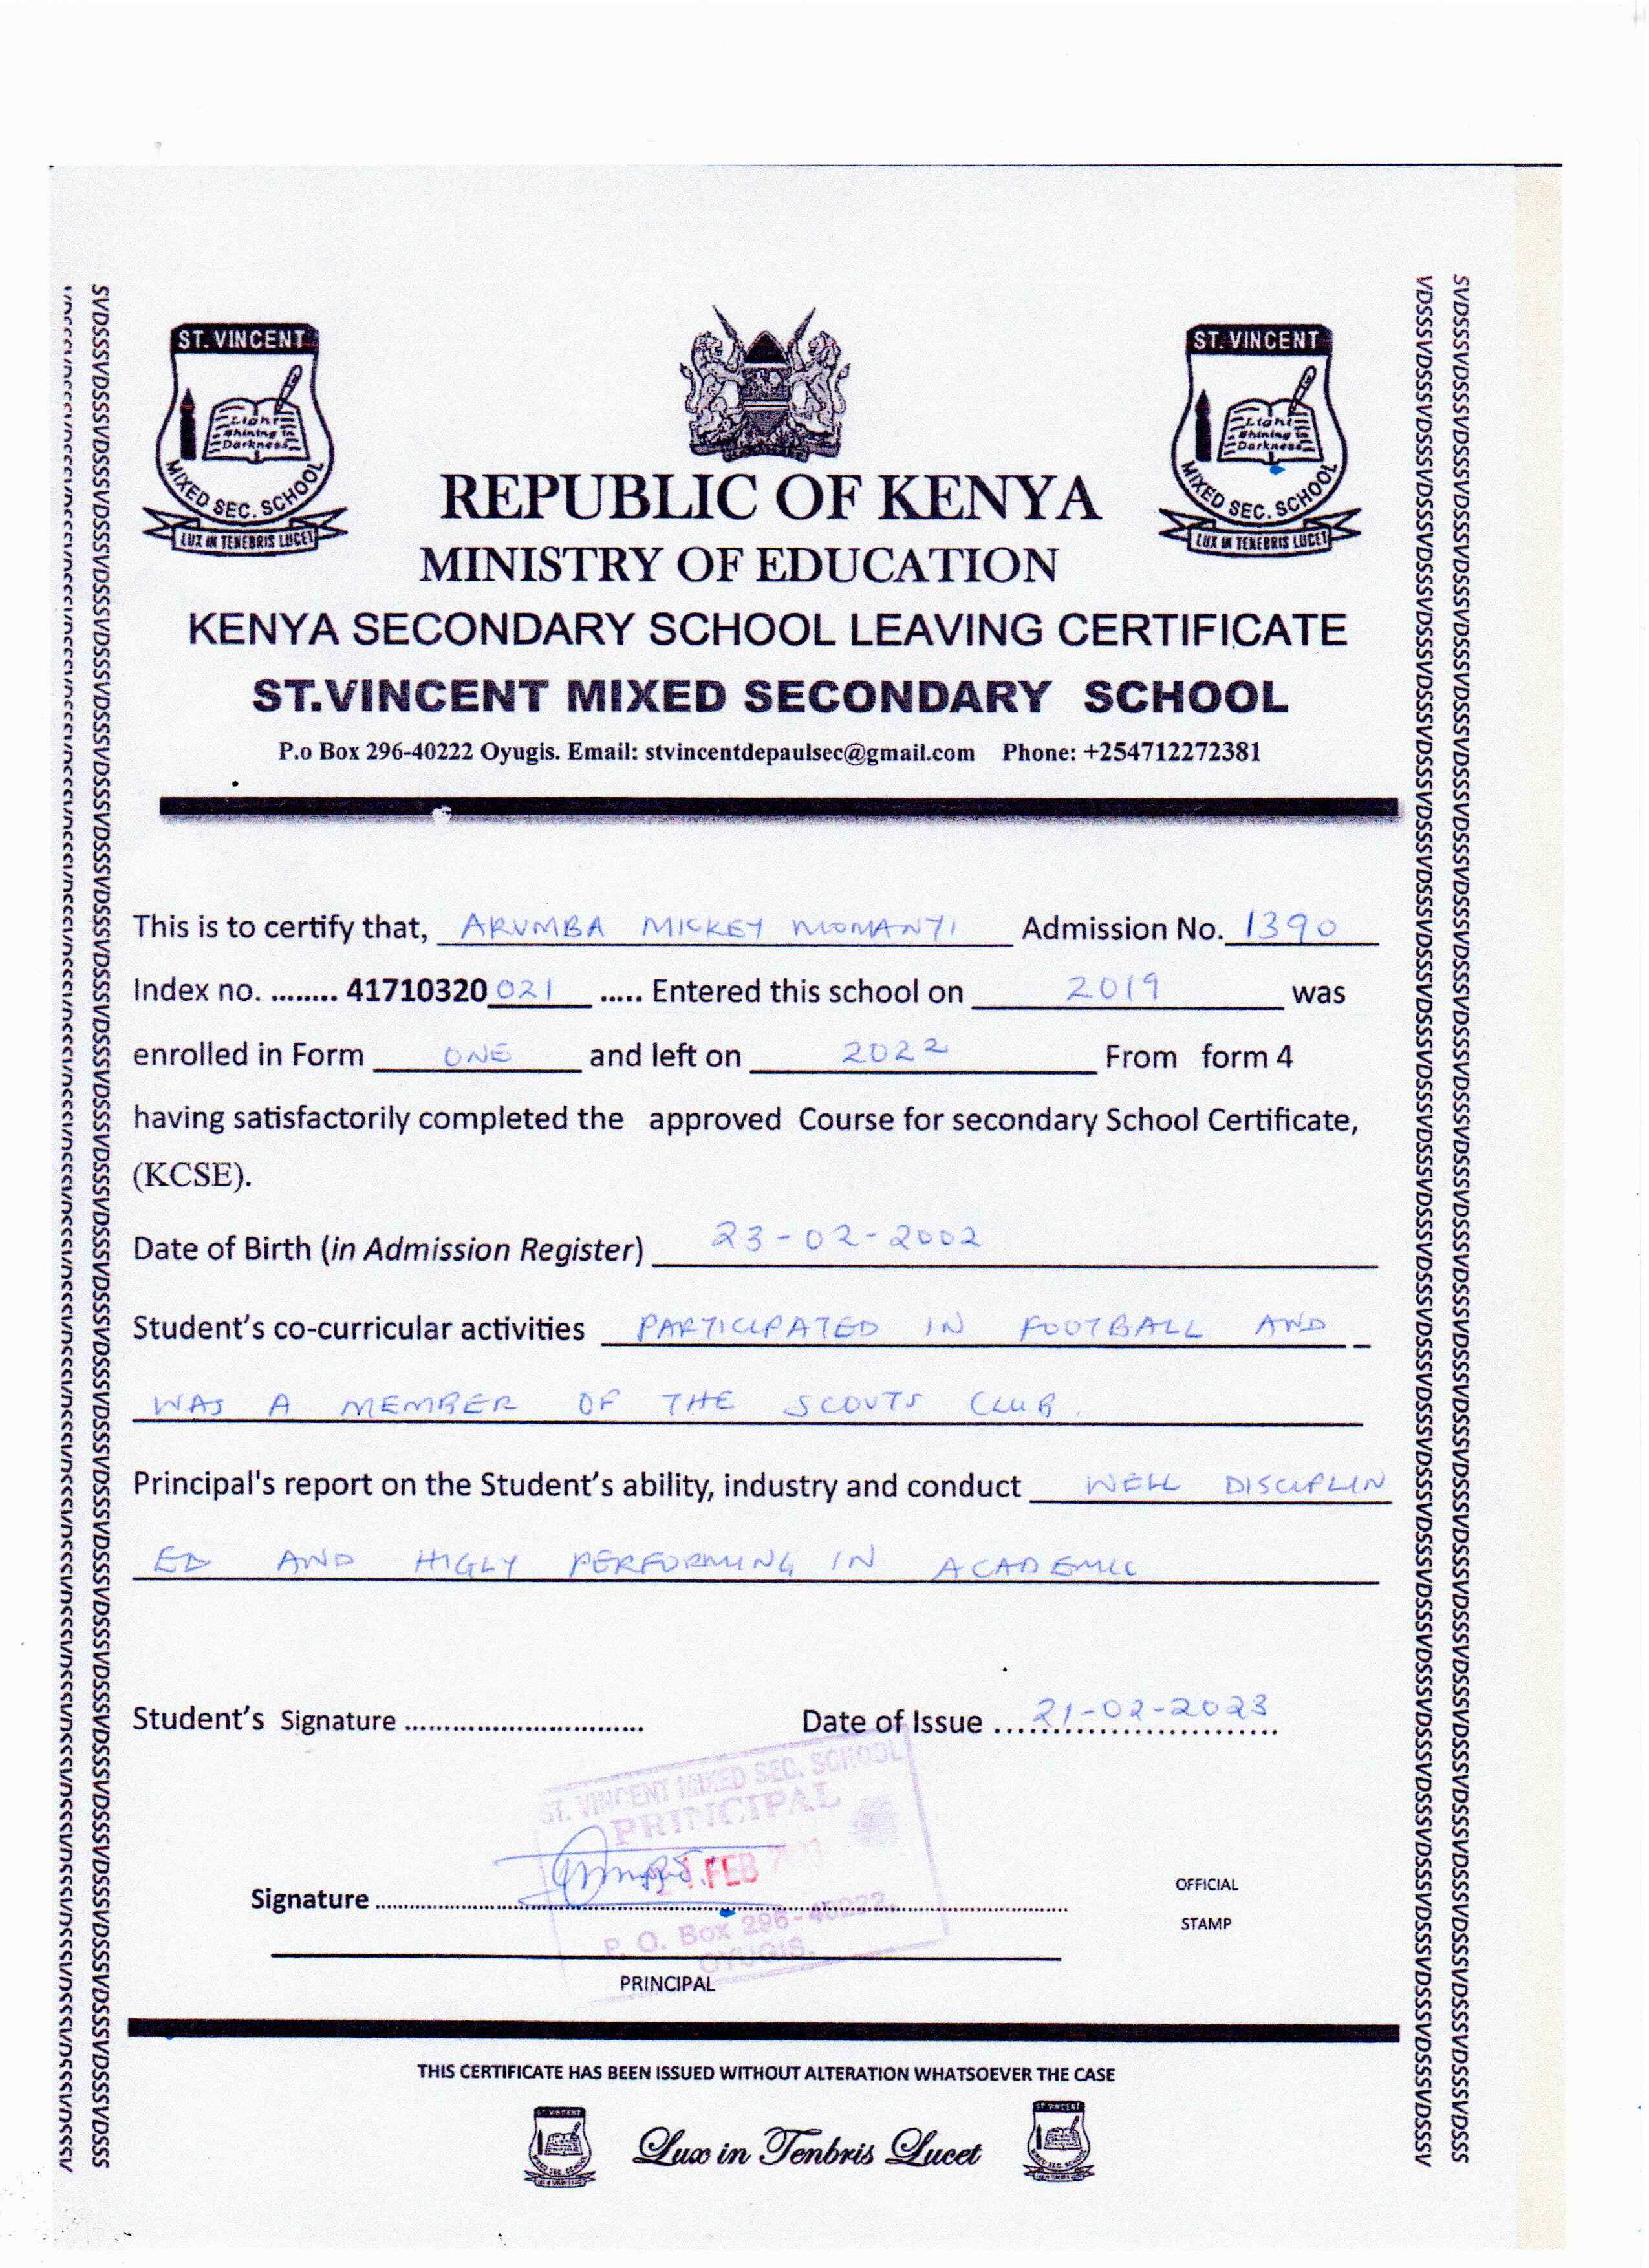 ST. VINCENT
Light
Shining in
Darkness
MIXED SEC. SCHOOL
LUX IN TENEBRIS LUCET
ST. VINCENT
Light
Shining in
Darkness
MIXED SEC. SCHOOL
LUX IN TENEBRIS LUCET
REPUBLIC OF KENYA
MINISTRY OF EDUCATION
KENYA SECONDARY SCHOOL LEAVING CERTIFICATE
ST.VINCENT MIXED SECONDARY SCHOOL
P.o Box 296-40222 Oyugis. Email: stvincentdepaulsec@gmail.com Phone: +254712272381
This is to certify that, ARUMBA MICKEY MOMANYI Admission No. 1390
Index no. ........ 41710320 021 ..... Entered this school on 2019 was
enrolled in Form ONE and left on 2022 From form 4
having satisfactorily completed the approved Course for secondary School Certificate,
(KCSE).
Date of Birth (in Admission Register) 23-02-2002
Student's co-curricular activities PARTICIPATED IN FOOTBALL AND
WAS A MEMBER OF THE SCOUTS CLUB.
Principal's report on the Student's ability, industry and conduct WELL DISCIPLIN
ED AND HIGLY PERFORMING IN ACADEMIC
Student's Signature ............................... Date of Issue .... 21-02-2023
ST. VINCENT MIXED SEC. SCHOOL
PRINCIPAL
21 FEB
P. O. Box 296-40222,
OYUGIS.
Signature
OFFICIAL
STAMP
PRINCIPAL
THIS CERTIFICATE HAS BEEN ISSUED WITHOUT ALTERATION WHATSOEVER THE CASE
Lux in Tenbris Lucet